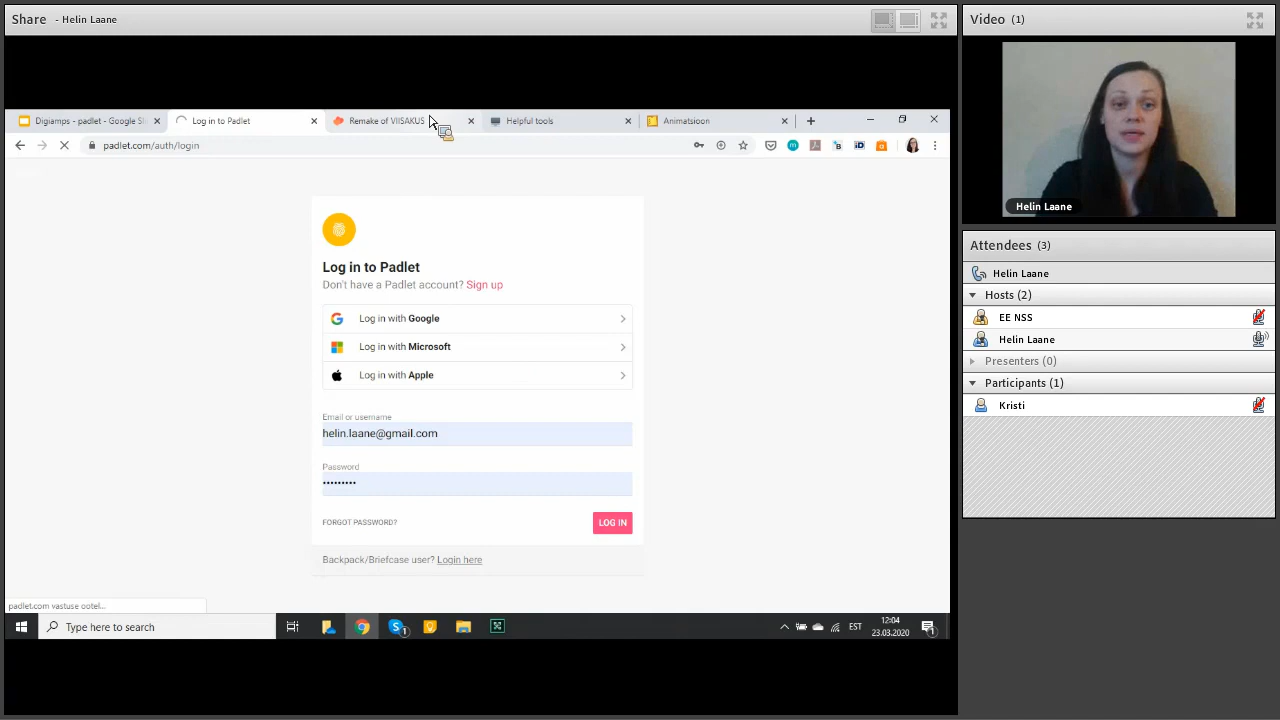 Share - Helin Laane
Digiamps - padlet - Google Sl
Log in to Padlet
Remake of VIISAKUS
Helpful tools
Animatsioon
padlet.com/auth/login
Log in to Padlet
Don't have a Padlet account? Sign up
Log in with Google
Log in with Microsoft
Log in with Apple
Email or username
helin.laane@gmail.com
Password
•••••••••
FORGOT PASSWORD?
LOG IN
Backpack/Briefcase user? Login here
padlet.com vastuse ootel...
Type here to search
EST
12:04
23.03.2020
Video (1)
Helin Laane
Attendees (3)
Helin Laane
Hosts (2)
EE NSS
Helin Laane
Presenters (0)
Participants (1)
Kristi